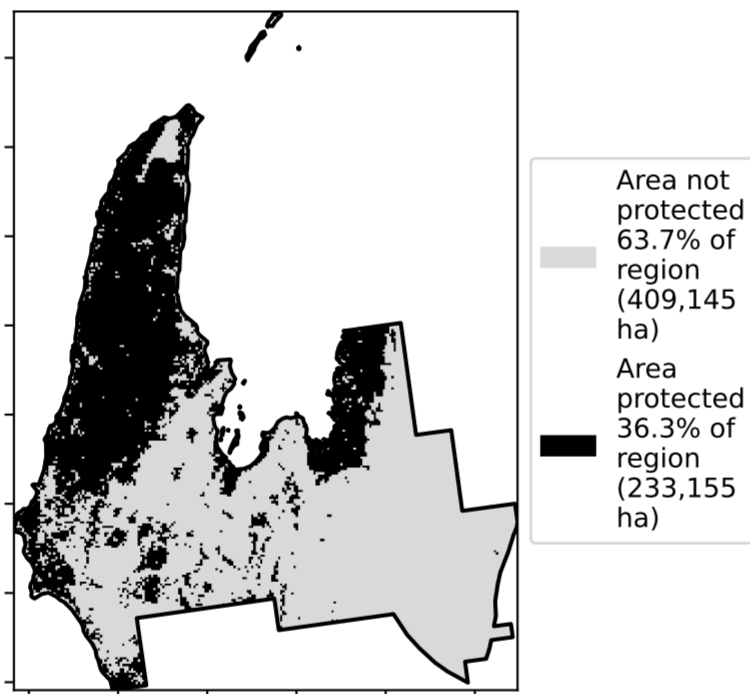 Area not
protected
63.7% of
region
(409,145
ha)
Area
protected
36.3% of
region
(233,155
ha)